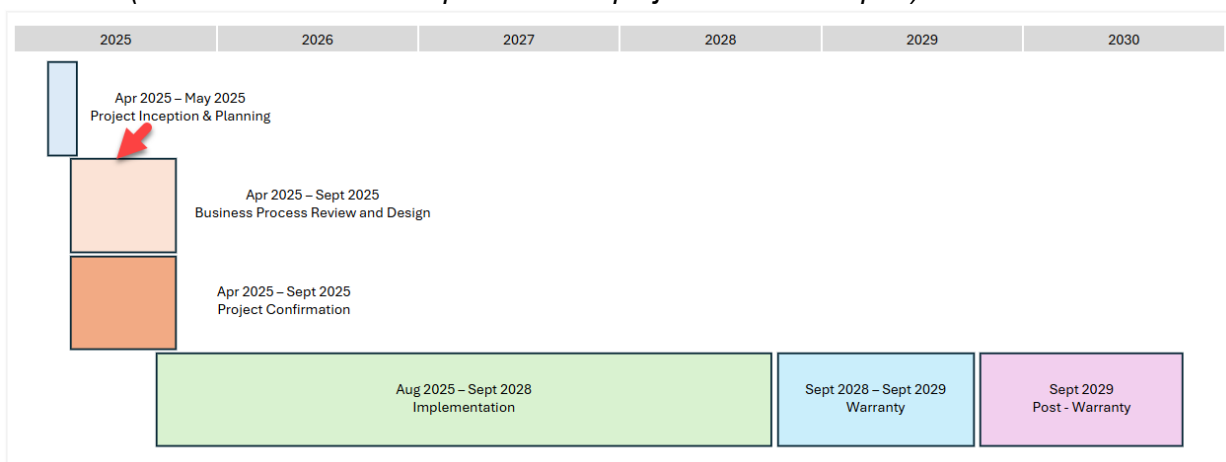 2025 2026 2027 2028 2029 2030
Apr 2025 – May 2025
Project Inception & Planning
Apr 2025 – Sept 2025
Business Process Review and Design
Apr 2025 – Sept 2025
Project Confirmation
Aug 2025 – Sept 2028
Implementation
Sept 2028 – Sept 2029
Warranty
Sept 2029
Post - Warranty